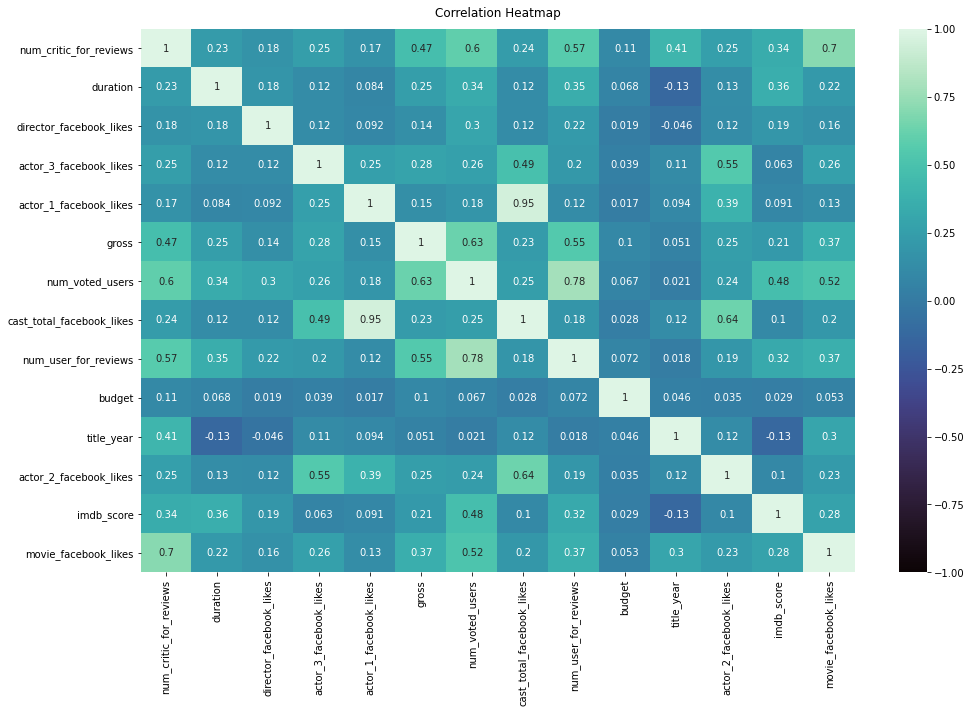 Correlation Heatmap
num_critic_for_reviews 1 0.23 0.18 0.25 0.17 0.47 0.6 0.24 0.57 0.11 0.41 0.25 0.34 0.7
duration 0.23 1 0.18 0.12 0.084 0.25 0.34 0.12 0.35 0.068 -0.13 0.13 0.36 0.22
director_facebook_likes 0.18 0.18 1 0.12 0.092 0.14 0.3 0.12 0.22 0.019 -0.046 0.12 0.19 0.16
actor_3_facebook_likes 0.25 0.12 0.12 1 0.25 0.28 0.26 0.49 0.2 0.039 0.11 0.55 0.063 0.26
actor_1_facebook_likes 0.17 0.084 0.092 0.25 1 0.15 0.18 0.95 0.12 0.017 0.094 0.39 0.091 0.13
gross 0.47 0.25 0.14 0.28 0.15 1 0.63 0.23 0.55 0.1 0.051 0.25 0.21 0.37
num_voted_users 0.6 0.34 0.3 0.26 0.18 0.63 1 0.25 0.78 0.067 0.021 0.24 0.48 0.52
cast_total_facebook_likes 0.24 0.12 0.12 0.49 0.95 0.23 0.25 1 0.18 0.028 0.12 0.64 0.1 0.2
num_user_for_reviews 0.57 0.35 0.22 0.2 0.12 0.55 0.78 0.18 1 0.072 0.018 0.19 0.32 0.37
budget 0.11 0.068 0.019 0.039 0.017 0.1 0.067 0.028 0.072 1 0.046 0.035 0.029 0.053
title_year 0.41 -0.13 -0.046 0.11 0.094 0.051 0.021 0.12 0.018 0.046 1 0.12 -0.13 0.3
actor_2_facebook_likes 0.25 0.13 0.12 0.55 0.39 0.25 0.24 0.64 0.19 0.035 0.12 1 0.1 0.23
imdb_score 0.34 0.36 0.19 0.063 0.091 0.21 0.48 0.1 0.32 0.029 -0.13 0.1 1 0.28
movie_facebook_likes 0.7 0.22 0.16 0.26 0.13 0.37 0.52 0.2 0.37 0.053 0.3 0.23 0.28 1
num_critic_for_reviews
duration
director_facebook_likes
actor_3_facebook_likes
actor_1_facebook_likes
gross
num_voted_users
cast_total_facebook_likes
num_user_for_reviews
budget
title_year
actor_2_facebook_likes
imdb_score
movie_facebook_likes
1.00
0.75
0.50
0.25
0.00
−0.25
−0.50
−0.75
−1.00